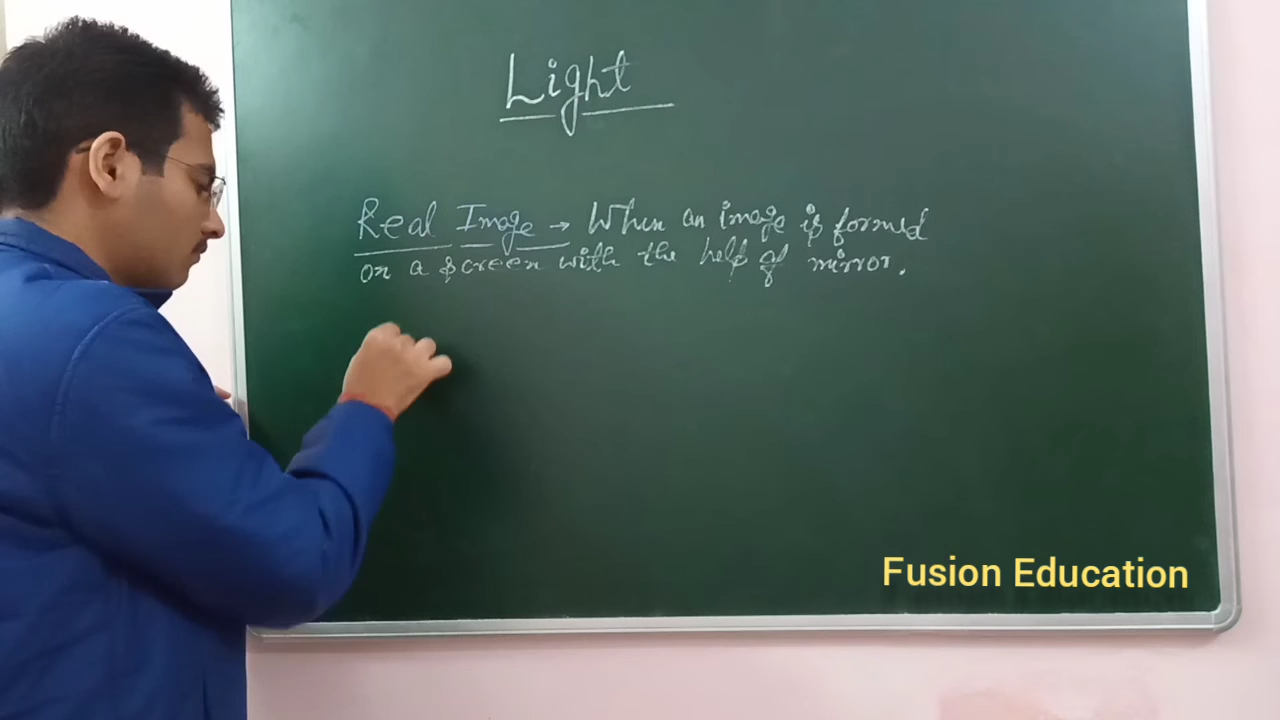 Light
Real Image → When an image is formed
on a screen with the help of mirror.
Fusion Education